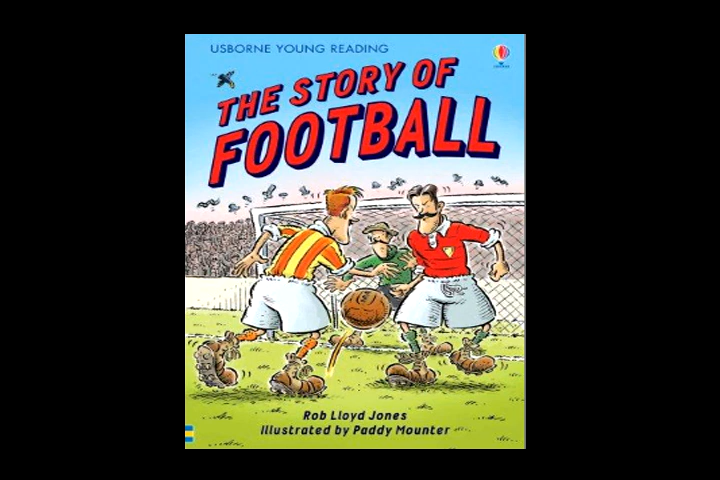 USBORNE YOUNG READING
THE STORY OF
FOOTBALL
Rob Lloyd Jones
Illustrated by Paddy Mounter